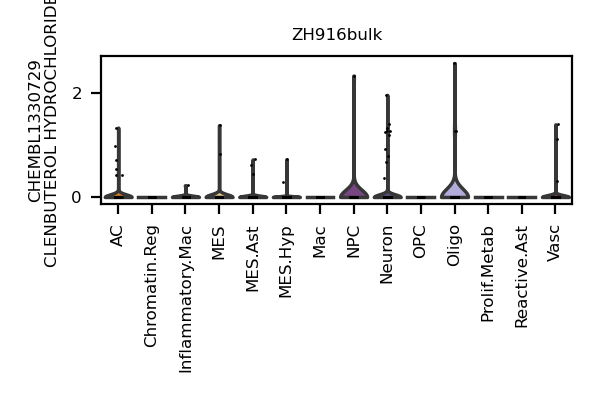 ZH916bulk
CHEMBL1330729
CLENBUTEROL HYDROCHLORIDE
2
0
AC
Chromatin.Reg
Inflammatory.Mac
MES
MES.Ast
MES.Hyp
Mac
NPC
Neuron
OPC
Oligo
Prolif.Metab
Reactive.Ast
Vasc